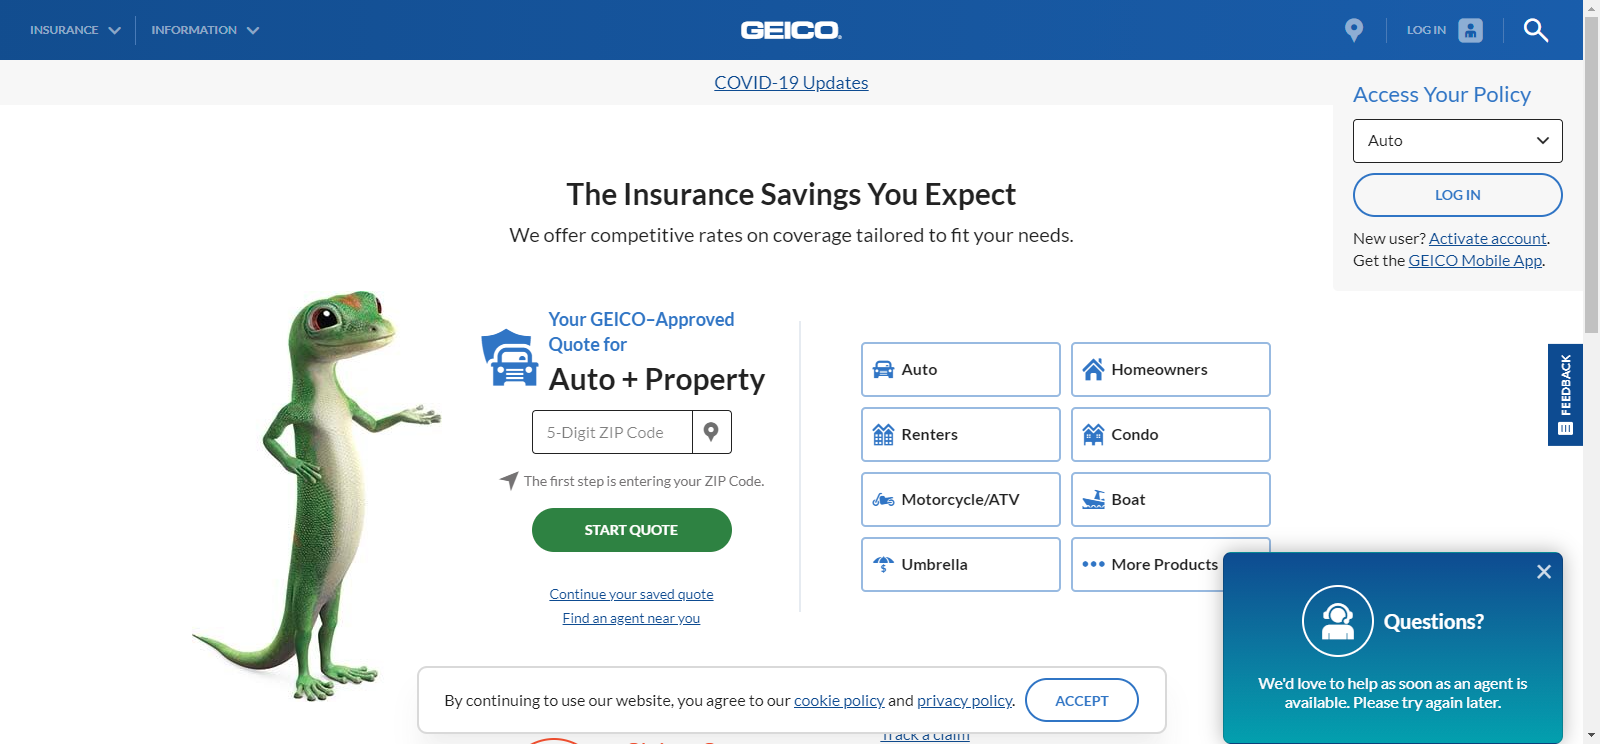 INSURANCE
INFORMATION
GEICO.
LOG IN
COVID-19 Updates
Access Your Policy
Auto
LOG IN
New user? Activate account.
Get the GEICO Mobile App.
The Insurance Savings You Expect
We offer competitive rates on coverage tailored to fit your needs.
Your GEICO–Approved
Quote for
Auto + Property
5-Digit ZIP Code
The first step is entering your ZIP Code.
START QUOTE
Continue your saved quote
Find an agent near you
Auto
Homeowners
Renters
Condo
Motorcycle/ATV
Boat
Umbrella
More Products
FEEDBACK
Questions?
We'd love to help as soon as an agent is
available. Please try again later.
By continuing to use our website, you agree to our cookie policy and privacy policy.
ACCEPT
Track a claim